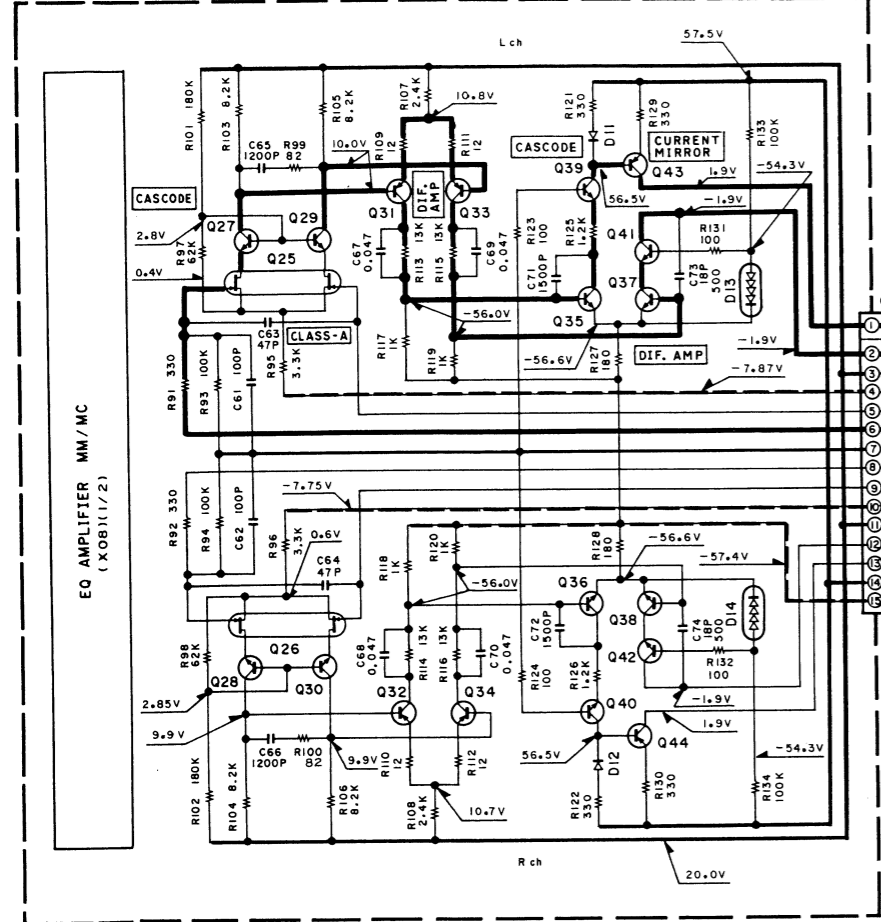 L ch
57.5V
R101 180K
R103 8.2K
R105 8.2K
R107 2.4K
10.8V
R121 330
D11
R129 330
R133 100K
C65 1200P
R99 82
10.0V
R109 12
R111 12
CASCODE
CURRENT MIRROR
-54.3V
CASCODE
Q39
Q43
1.9V
Q27
Q29
Q31
DIF. AMP
Q33
56.5V
-1.9V
2.8V
R97 62K
Q25
C67 0.047
R113 13K
R115 13K
C69 0.047
R123 100
R125 1.2K
C71 1500P
Q41
R131 100
0.4V
Q37
C73 18P
500
D13
Q35
C63 47P
CLASS-A
-56.0V
R117 1K
R119 1K
-56.6V
R127 180
DIF. AMP
-1.9V
R95 3.3K
-7.87V
R91 330
R93 100K
C61 100P
1
2
3
4
5
6
7
8
9
10
11
12
13
14
15
EQ AMPLIFIER MM/MC
(X08)(1/2)
R92 330
R94 100K
C62 100P
-7.75V
R96 3.3K
0.6V
C64 47P
R118 1K
R120 1K
-56.0V
R128 180
-56.6V
-57.4V
Q36
Q38
D14
R98 62K
Q26
C68 0.047
R114 13K
R116 13K
C70 0.047
C72 1500P
R124 100
R126 1.2K
C74 18P
500
Q42
R132 100
Q28
Q30
Q32
Q34
Q40
-1.9V
2.85V
1.9V
9.9V
Q44
-54.3V
C66 1200P
R100 82
9.9V
R110 12
R112 12
56.5V
D12
R102 180K
R104 8.2K
R106 8.2K
R108 2.4K
10.7V
R122 330
R130 330
R134 100K
R ch
20.0V